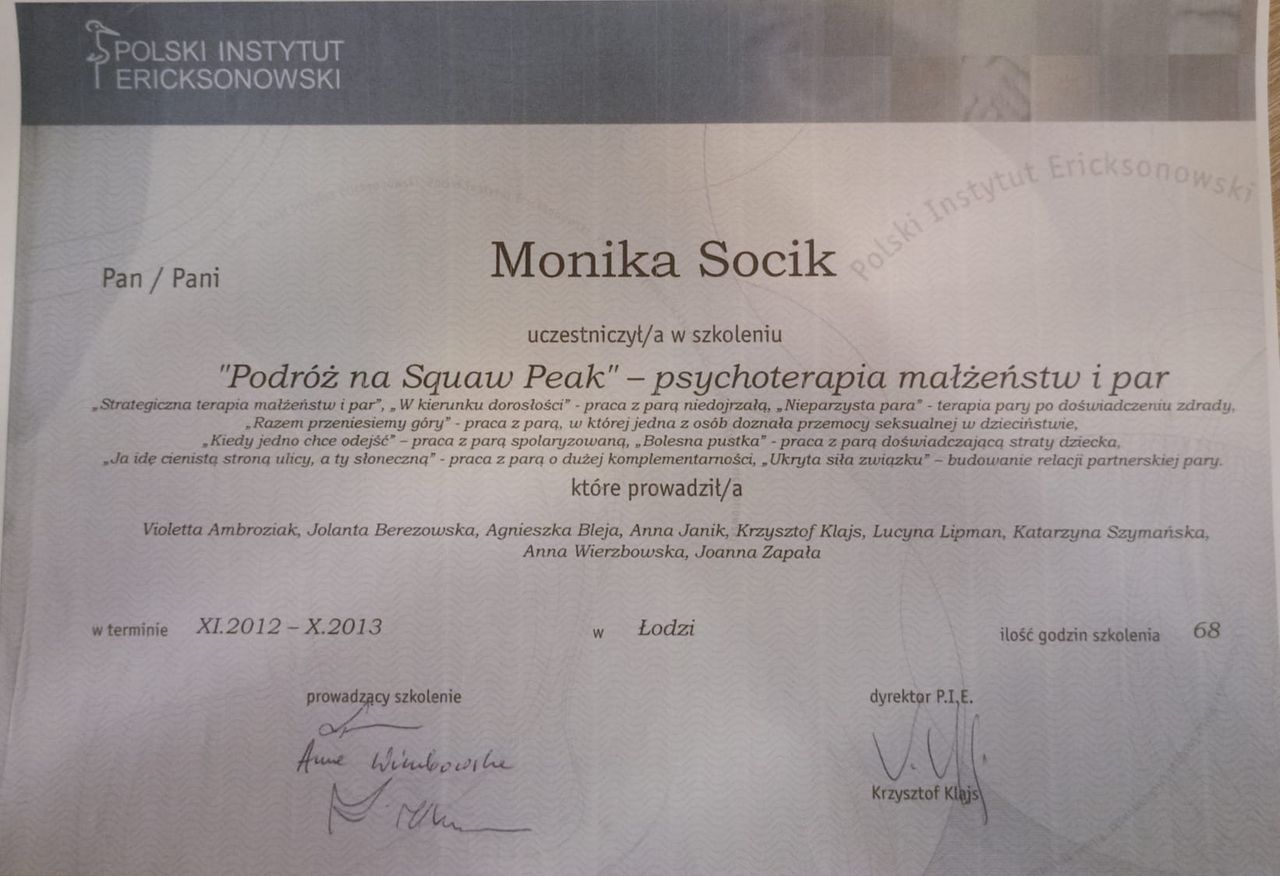 POLSKI INSTYTUT
ERICKSONOWSKI
Polski Instytut Ericksonowski
Pan / Pani
Monika Socik
uczestniczył/a w szkoleniu
"Podróż na Squaw Peak" – psychoterapia małżeństw i par
„Strategiczna terapia małżeństw i par”, „W kierunku dorosłości” - praca z parą niedojrzałą, „Nieparzysta para” - terapia pary po doświadczeniu zdrady,
„Razem przeniesiemy góry” - praca z parą, w której jedna z osób doznała przemocy seksualnej w dzieciństwie,
„Kiedy jedno chce odejść” – praca z parą spolaryzowaną, „Bolesna pustka” - praca z parą doświadczającą straty dziecka,
„Ja idę cienistą stroną ulicy, a ty słoneczną” - praca z parą o dużej komplementarności, „Ukryta siła związku” – budowanie relacji partnerskiej pary.
które prowadził/a
Violetta Ambroziak, Jolanta Berezowska, Agnieszka Bleja, Anna Janik, Krzysztof Klajs, Lucyna Lipman, Katarzyna Szymańska,
Anna Wierzbowska, Joanna Zapała
w terminie XI.2012 – X.2013 w Łodzi ilość godzin szkolenia 68
prowadzący szkolenie dyrektor P.I.E.
Krzysztof Klajs